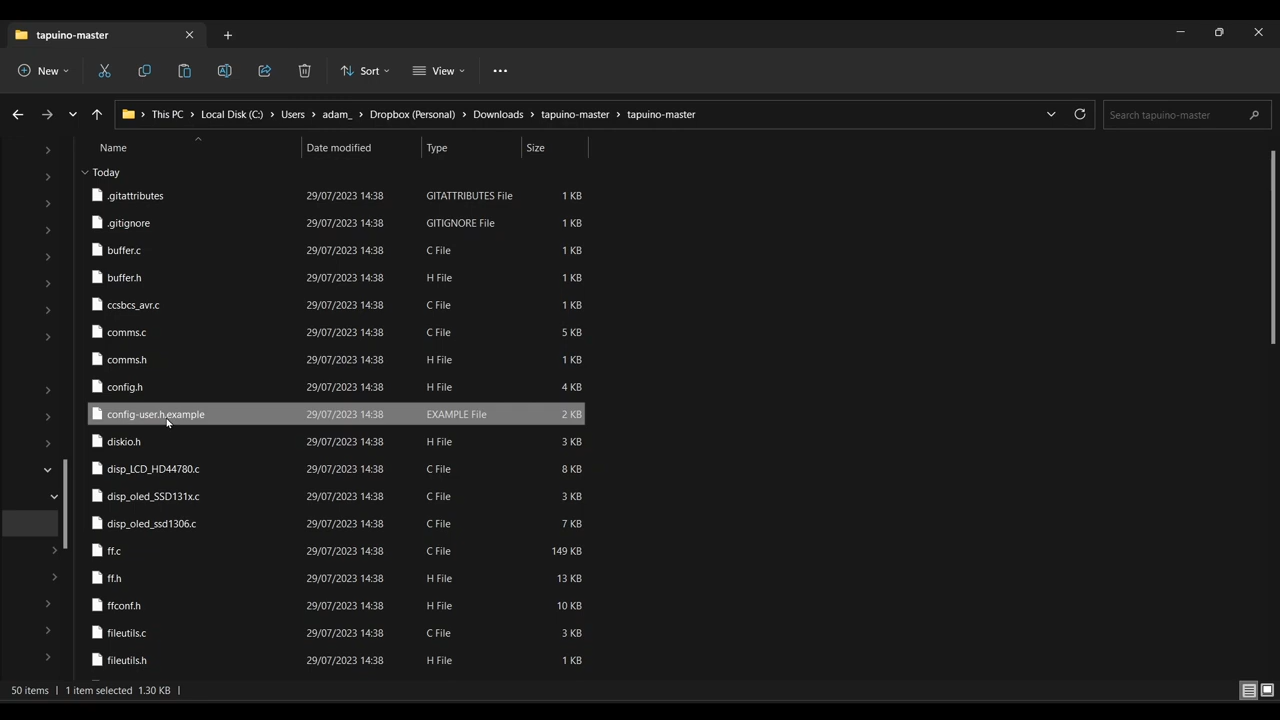 tapuino-master
New Sort View
This PC Local Disk (C:) Users adam_ Dropbox (Personal) Downloads tapuino-master tapuino-master Search tapuino-master
Name Date modified Type Size
Today
.gitattributes 29/07/2023 14:38 GITATTRIBUTES File 1 KB
.gitignore 29/07/2023 14:38 GITIGNORE File 1 KB
buffer.c 29/07/2023 14:38 C File 1 KB
buffer.h 29/07/2023 14:38 H File 1 KB
ccsbcs_avr.c 29/07/2023 14:38 C File 1 KB
comms.c 29/07/2023 14:38 C File 5 KB
comms.h 29/07/2023 14:38 H File 1 KB
config.h 29/07/2023 14:38 H File 4 KB
config-user.h.example 29/07/2023 14:38 EXAMPLE File 2 KB
diskio.h 29/07/2023 14:38 H File 3 KB
disp_LCD_HD44780.c 29/07/2023 14:38 C File 8 KB
disp_oled_SSD131x.c 29/07/2023 14:38 C File 3 KB
disp_oled_ssd1306.c 29/07/2023 14:38 C File 7 KB
ff.c 29/07/2023 14:38 C File 149 KB
ff.h 29/07/2023 14:38 H File 13 KB
ffconf.h 29/07/2023 14:38 H File 10 KB
fileutils.c 29/07/2023 14:38 C File 3 KB
fileutils.h 29/07/2023 14:38 H File 1 KB
50 items 1 item selected 1.30 KB